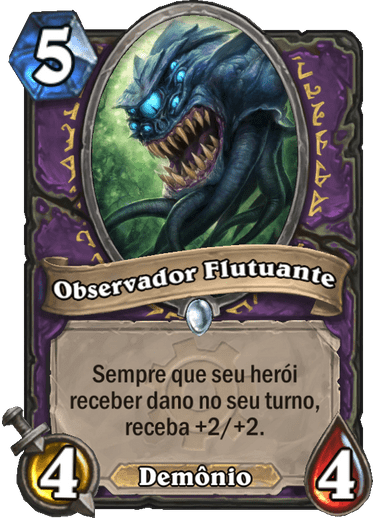 5
Observador Flutuante
Sempre que seu herói
receber dano no seu turno,
receba +2/+2.
4
Demônio
4